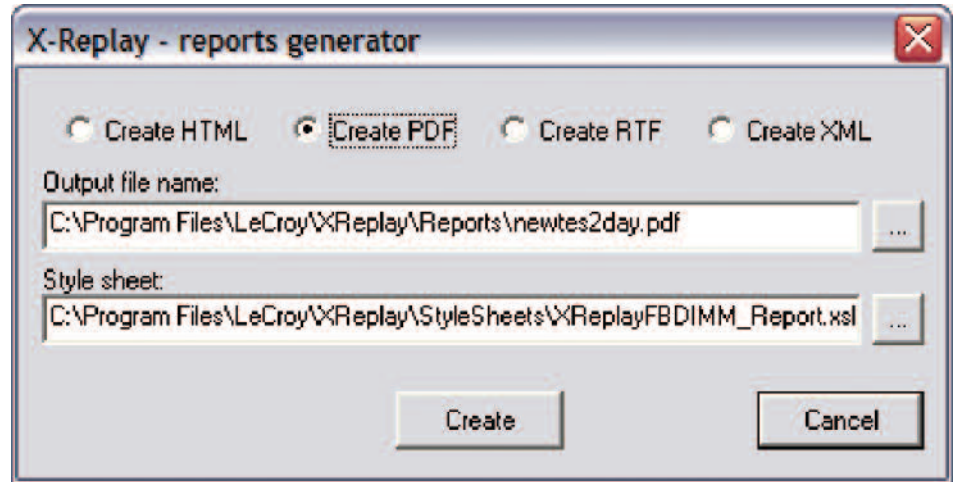 X-Replay - reports generator
Create HTML Create PDF Create RTF Create XML
Output file name:
C:\Program Files\LeCroy\XReplay\Reports\newtes2day.pdf
...
Style sheet:
C:\Program Files\LeCroy\XReplay\StyleSheets\XReplayFBDIMM_Report.xsl
...
Create Cancel